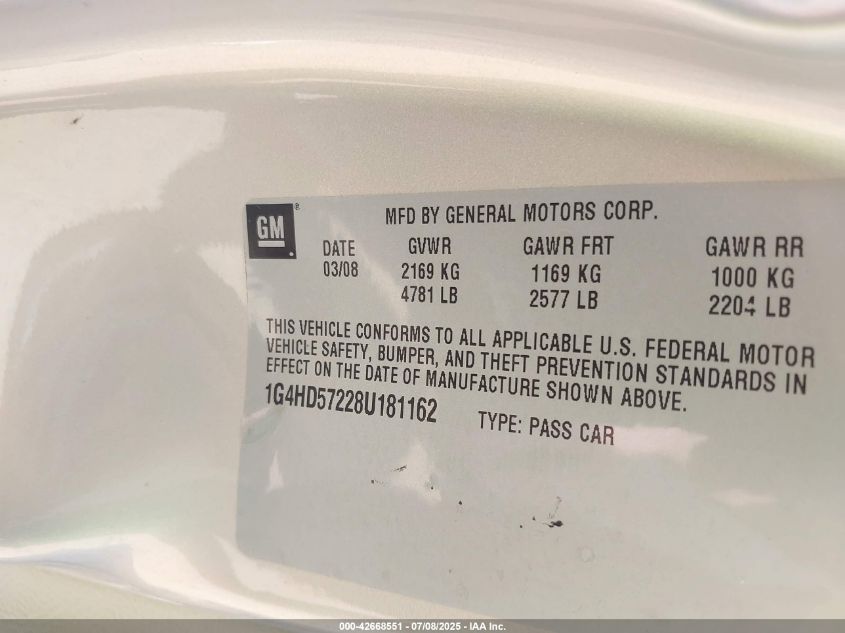 GM
®
MFD BY GENERAL MOTORS CORP.
DATE GVWR GAWR FRT GAWR RR
03/08 2169 KG 1169 KG 1000 KG
4781 LB 2577 LB 2204 LB
THIS VEHICLE CONFORMS TO ALL APPLICABLE U.S. FEDERAL MOTOR
VEHICLE SAFETY, BUMPER, AND THEFT PREVENTION STANDARDS IN
EFFECT ON THE DATE OF MANUFACTURE SHOWN ABOVE.
1G4HD57228U181162 TYPE: PASS CAR
000-42668551 - 07/08/2025 - IAA Inc.